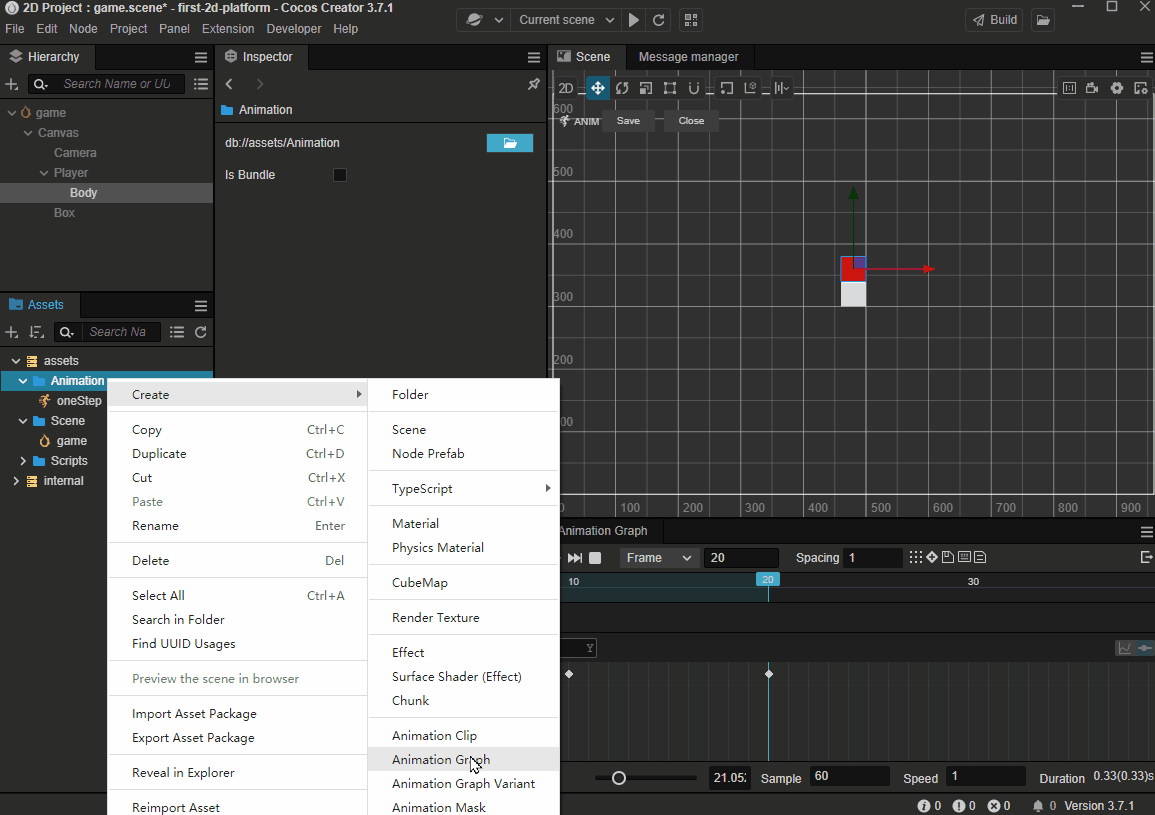 2D Project : game.scene* - first-2d-platform - Cocos Creator 3.7.1
File Edit Node Project Panel Extension Developer Help
Current scene
Build
Hierarchy
Search Name or UU
game
Canvas
Camera
Player
Body
Box
Inspector
Animation
db://assets/Animation
Is Bundle
Scene
Message manager
2D
ANIM
Save
Close
600
500
400
300
200
00
0 100 200 300 400 500 600 700 800 900
Assets
Search Na
assets
Animation
oneStep
Scene
game
Scripts
internal
Create
Copy Ctrl+C
Duplicate Ctrl+D
Cut Ctrl+X
Paste Ctrl+V
Rename Enter
Delete Del
Select All Ctrl+A
Search in Folder
Find UUID Usages
Preview the scene in browser
Import Asset Package
Export Asset Package
Reveal in Explorer
Reimport Asset
Folder
Scene
Node Prefab
TypeScript
Material
Physics Material
CubeMap
Render Texture
Effect
Surface Shader (Effect)
Chunk
Animation Clip
Animation Graph
Animation Graph Variant
Animation Mask
Animation Graph
Frame 20 Spacing 1
10 20 30
21.05 Sample 60 Speed 1 Duration 0.33(0.33)s
0 0 0 0 Version 3.7.1